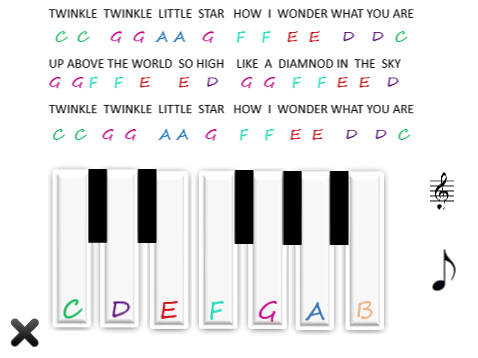 TWINKLE TWINKLE LITTLE STAR HOW I WONDER WHAT YOU ARE
C C G G A A G F F E E D D C
UP ABOVE THE WORLD SO HIGH LIKE A DIAMNOD IN THE SKY
G G F F E E D G G F F E E D
TWINKLE TWINKLE LITTLE STAR HOW I WONDER WHAT YOU ARE
C C G G A A G F F E E D D C
C D E F G A B